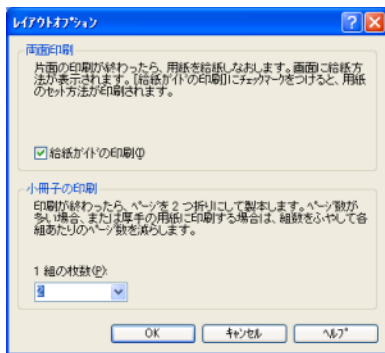 レイアウトオプション
両面印刷
片面の印刷が終わったら、用紙を給紙しなおします。画面に給紙方
法が表示されます。[給紙ガイドの印刷]にチェックマークをつけると、用紙
のセット方法が印刷されます。
給紙ガイドの印刷(I)
小冊子の印刷
印刷が終わったら、ページを2つ折りにして製本します。ページ数が
多い場合、または厚手の用紙に印刷する場合は、組数をふやして各
組あたりのページ数を減らします。
1 組の枚数(P):
OK
キャンセル
ヘルプ